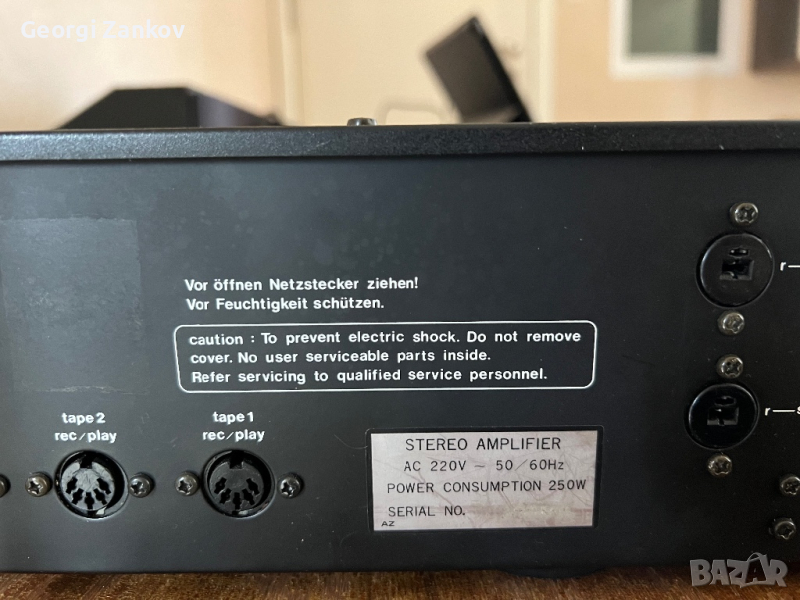 Georgi Zankov
Vor öffnen Netzstecker ziehen!
Vor Feuchtigkeit schützen.
caution : To prevent electric shock. Do not remove
cover. No user serviceable parts inside.
Refer servicing to qualified service personnel.
r
tape 2
rec/play
tape 1
rec/play
r—s
STEREO AMPLIFIER
AC 220V ~ 50/60Hz
POWER CONSUMPTION 250W
SERIAL NO.
AZ
BAZAR